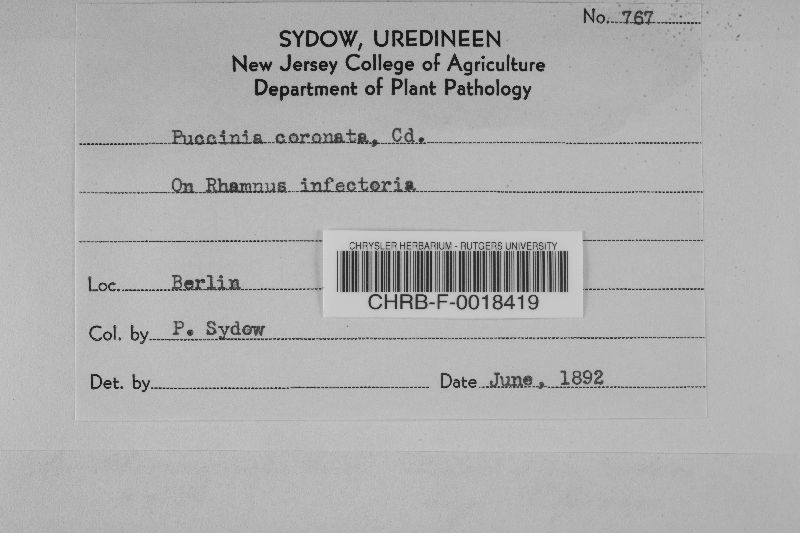 No. 767
SYDOW, UREDINEEN
New Jersey College of Agriculture
Department of Plant Pathology
Puccinia coronata, Cd.
On Rhamnus infectoria
CHRYSLER HERBARIUM - RUTGERS UNIVERSITY
CHRB-F-0018419
Loc. Berlin
Col. by P. Sydow
Det. by
Date June, 1892